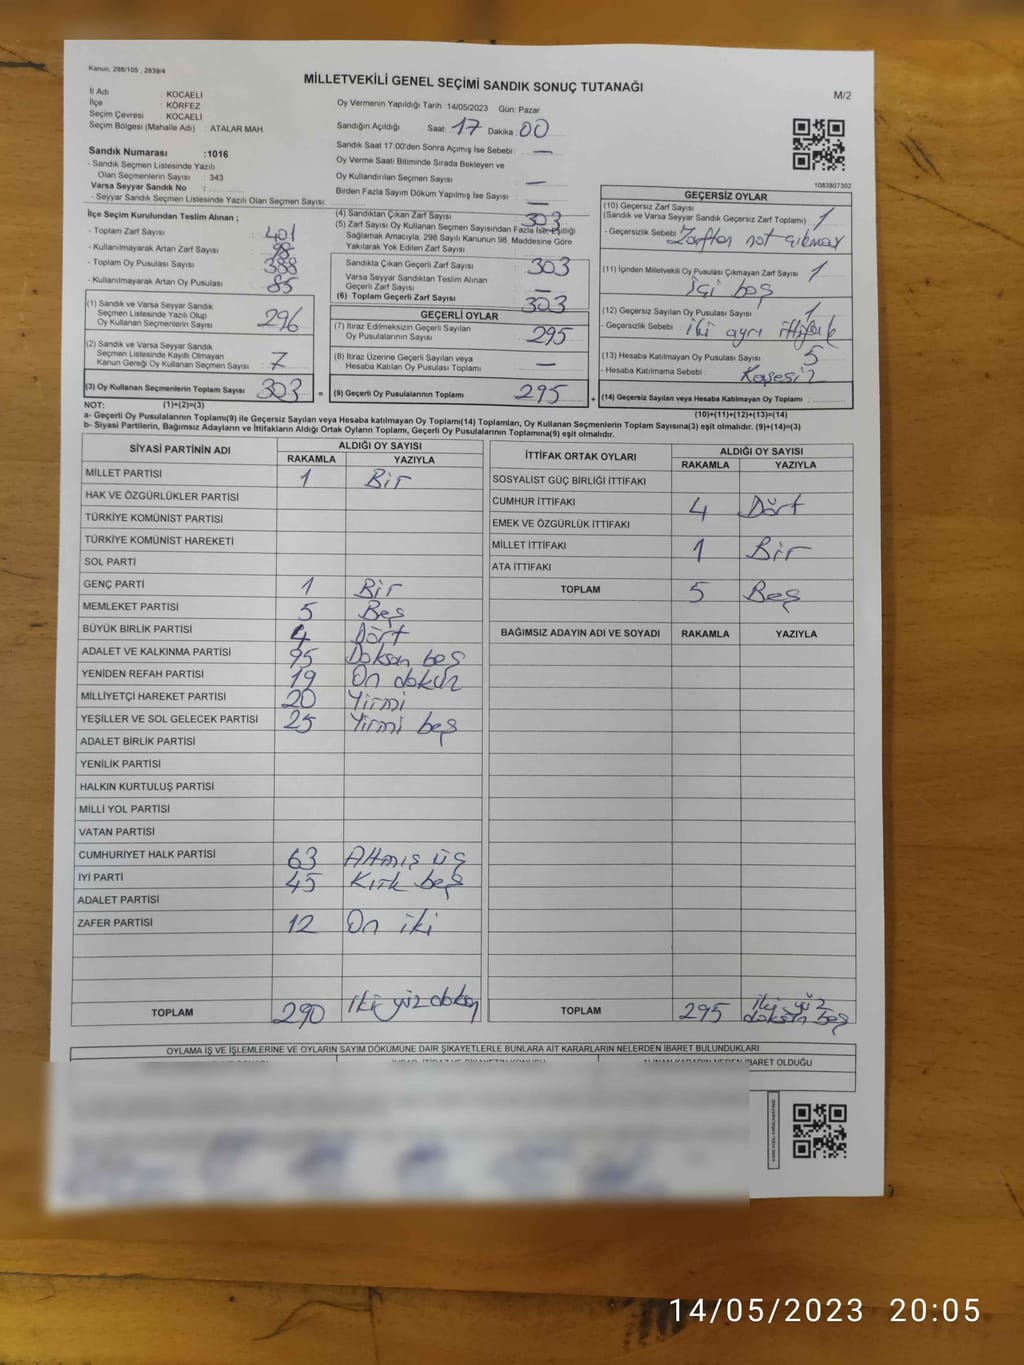 Kanun, 298/105 , 2839/4
MİLLETVEKİLİ GENEL SEÇİMİ SANDIK SONUÇ TUTANAĞI
M/2
İl Adı : KOCAELİ
İlçe : KÖRFEZ
Seçim Çevresi : KOCAELİ
Seçim Bölgesi (Mahalle Adı) : ATALAR MAH.
Sandık Numarası :1016
- Sandık Seçmen Listesinde Yazılı
Olan Seçmenlerin Sayısı : 343
Varsa Seyyar Sandık No :
- Seyyar Sandık Seçmen Listesinde Yazılı Olan Seçmen Sayısı:
Oy Vermenin Yapıldığı Tarih :14/05/2023 Gün: Pazar
Sandığın Açıldığı Saat: 17 Dakika: 00
Sandık Saat 17:00'den Sonra Açımış İse Sebebi : —
Oy Verme Saati Bitiminde Sırada Bekleyen ve
Oy Kullandırılan Seçmen Sayısı : —
Birden Fazla Sayım Döküm Yapılmış İse Sayısı : —
1083807302
İlçe Seçim Kurulundan Teslim Alınan ;
- Toplam Zarf Sayısı : 401
- Kullanılmayarak Artan Zarf Sayısı : 98
- Toplam Oy Pusulası Sayısı : 388
- Kullanılmayarak Artan Oy Pusulası : 85
(1) Sandık ve Varsa Seyyar Sandık
Seçmen Listesinde Yazılı Olup
Oy Kullanan Seçmenlerin Sayısı : 296
(2) Sandık ve Varsa Seyyar Sandık
Seçmen Listesinde Kayıtlı Olmayan
Kanun Gereği Oy Kullanan Seçmen Sayısı : 7
(3) Oy Kullanan Seçmenlerin Toplam Sayısı : 303 =
NOT: (1)+(2)=(3)
(4) Sandıktan Çıkan Zarf Sayısı : 303
(5) Zarf Sayısı Oy Kullanan Seçmen Sayısından Fazla İse, Eşitliği
Sağlamak Amacıyla, 298 Sayılı Kanunun 98. Maddesine Göre
Yakılarak Yok Edilen Zarf Sayısı : —
Sandıkta Çıkan Geçerli Zarf Sayısı : 303
Varsa Seyyar Sandıktan Teslim Alınan
Geçerli Zarf Sayısı : —
(6) Toplam Geçerli Zarf Sayısı : 303
GEÇERLİ OYLAR
(7) İtiraz Edilmeksizin Geçerli Sayılan
Oy Pusulalarının Sayısı : 295
(8) İtiraz Üzerine Geçerli Sayılan veya
Hesaba Katılan Oy Pusulası Toplamı : —
(9) Geçerli Oy Pusulalarının Toplamı : 295 +
GEÇERSİZ OYLAR
(10) Geçersiz Zarf Sayısı
(Sandık ve Varsa Seyyar Sandık Geçersiz Zarf Toplamı) : 1
- Geçersizlik Sebebi : Zarftan not çıkması
(11) İçinden Milletvekili Oy Pusulası Çıkmayan Zarf Sayısı : 1
İçi boş
(12) Geçersiz Sayılan Oy Pusulası Sayısı : 1
- Geçersizlik Sebebi : iki ayrı ittifak
(13) Hesaba Katılmayan Oy Pusulası Sayısı : 5
- Hesaba Katılmama Sebebi : Kaşesiz
(14) Geçersiz Sayılan veya Hesaba Katılmayan Oy Toplamı :
(10)+(11)+(12)+(13)=(14)
a- Geçerli Oy Pusulalarının Toplamı(9) ile Geçersiz Sayılan veya Hesaba katılmayan Oy Toplamı(14) Toplamları, Oy Kullanan Seçmenlerin Toplam Sayısına(3) eşit olmalıdır. (9)+(14)=(3)
b- Siyasi Partilerin, Bağımsız Adayların ve İttifakların Aldığı Ortak Oyların Toplamı, Geçerli Oy Pusulalarının Toplamına(9) eşit olmalıdır.
SİYASİ PARTİNİN ADI ALDIĞI OY SAYISI
RAKAMLA YAZIYLA
MİLLET PARTİSİ 1 Bir
HAK VE ÖZGÜRLÜKLER PARTİSİ
TÜRKİYE KOMÜNİST PARTİSİ
TÜRKİYE KOMÜNİST HAREKETİ
SOL PARTİ
GENÇ PARTİ 1 Bir
MEMLEKET PARTİSİ 5 Beş
BÜYÜK BİRLİK PARTİSİ 4 Dört
ADALET VE KALKINMA PARTİSİ 95 Doksan beş
YENİDEN REFAH PARTİSİ 19 On dokuz
MİLLİYETÇİ HAREKET PARTİSİ 20 Yirmi
YEŞİLLER VE SOL GELECEK PARTİSİ 25 Yirmi beş
ADALET BİRLİK PARTİSİ
YENİLİK PARTİSİ
HALKIN KURTULUŞ PARTİSİ
MİLLİ YOL PARTİSİ
VATAN PARTİSİ
CUMHURİYET HALK PARTİSİ 63 Altmış üç
İYİ PARTİ 45 Kırk beş
ADALET PARTİSİ
ZAFER PARTİSİ 12 On iki
TOPLAM 290 iki yüz doksan
İTTİFAK ORTAK OYLARI ALDIĞI OY SAYISI
RAKAMLA YAZIYLA
SOSYALİST GÜÇ BİRLİĞİ İTTİFAKI
CUMHUR İTTİFAKI 4 Dört
EMEK VE ÖZGÜRLÜK İTTİFAKI
MİLLET İTTİFAKI 1 Bir
ATA İTTİFAKI
TOPLAM 5 Beş
BAĞIMSIZ ADAYIN ADI VE SOYADI RAKAMLA YAZIYLA
TOPLAM 295 iki yüz
doksan beş
OYLAMA İŞ VE İŞLEMLERİNE VE OYLARIN SAYIM DÖKÜMÜNE DAİR ŞİKAYETLERLE BUNLARA AİT KARARLARIN NELERDEN İBARET BULUNDUKLARI
ALINAN KARARIN NEDEN İBARET OLDUĞU
14/05/2023 20:05